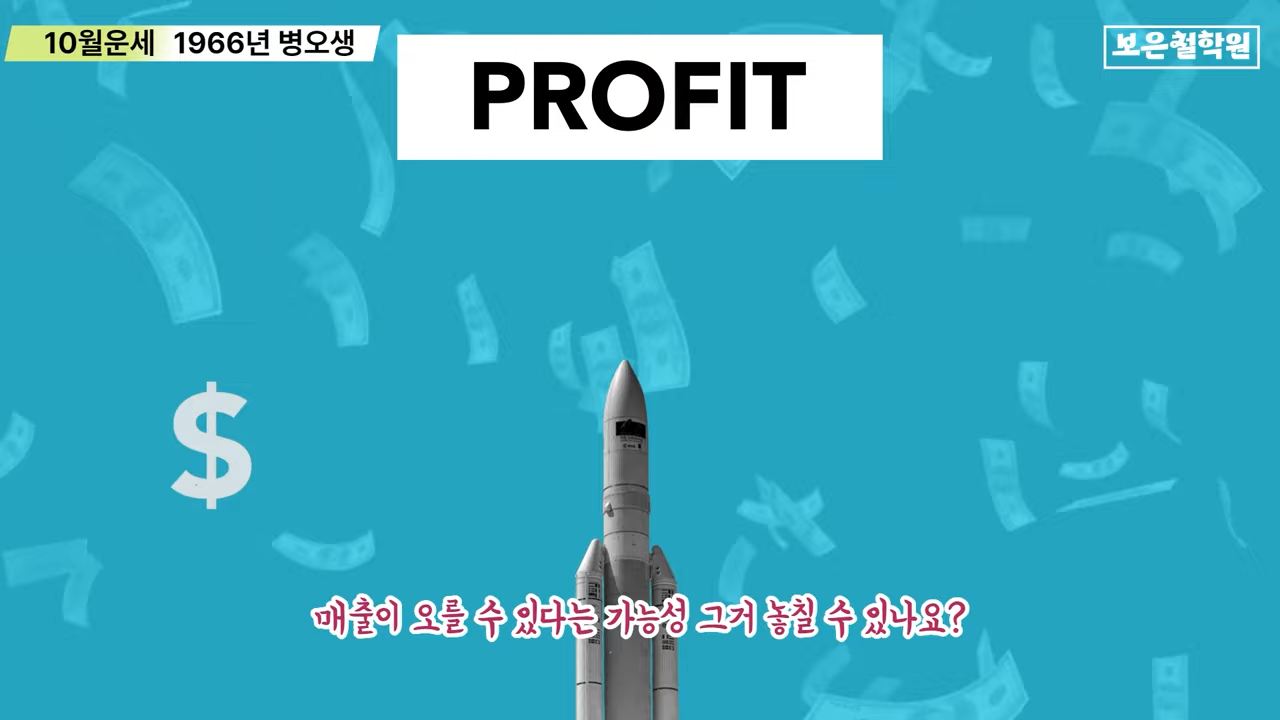 10월운세 1966년 병오생
보은철학원
PROFIT
$
매출이 오를 수 있다는 가능성 그거 놓칠 수 있나요?